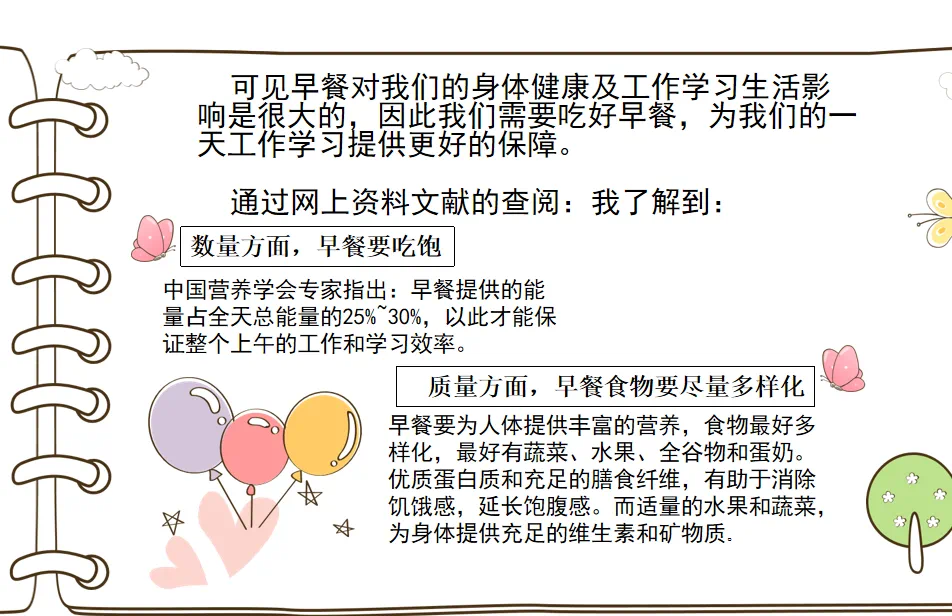 可见早餐对我们的身体健康及工作学习生活影
响是很大的，因此我们需要吃好早餐，为我们的一
天工作学习提供更好的保障。
通过网上资料文献的查阅：我了解到：
数量方面，早餐要吃饱
中国营养学会专家指出：早餐提供的能
量占全天总能量的25%~30%，以此才能保
证整个上午的工作和学习效率。
质量方面，早餐食物要尽量多样化
早餐要为人体提供丰富的营养，食物最好多
样化，最好有蔬菜、水果、全谷物和蛋奶。
优质蛋白质和充足的膳食纤维，有助于消除
饥饿感，延长饱腹感。而适量的水果和蔬菜，
为身体提供充足的维生素和矿物质.